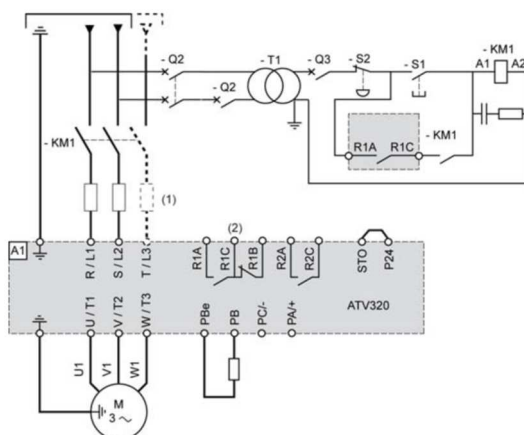 - Q2
- T1
- Q3
- S2
- S1
- KM1
A1
A2
- Q2
- KM1
R1A
R1C
- KM1
(1)
(2)
A1
R / L1
S / L2
T / L3
R1A
R1C
R1B
R2A
R2C
STO
P24
U / T1
V / T2
W / T3
PBe
PB
PC/-
PA/+
ATV320
U1
V1
W1
M
3 ~